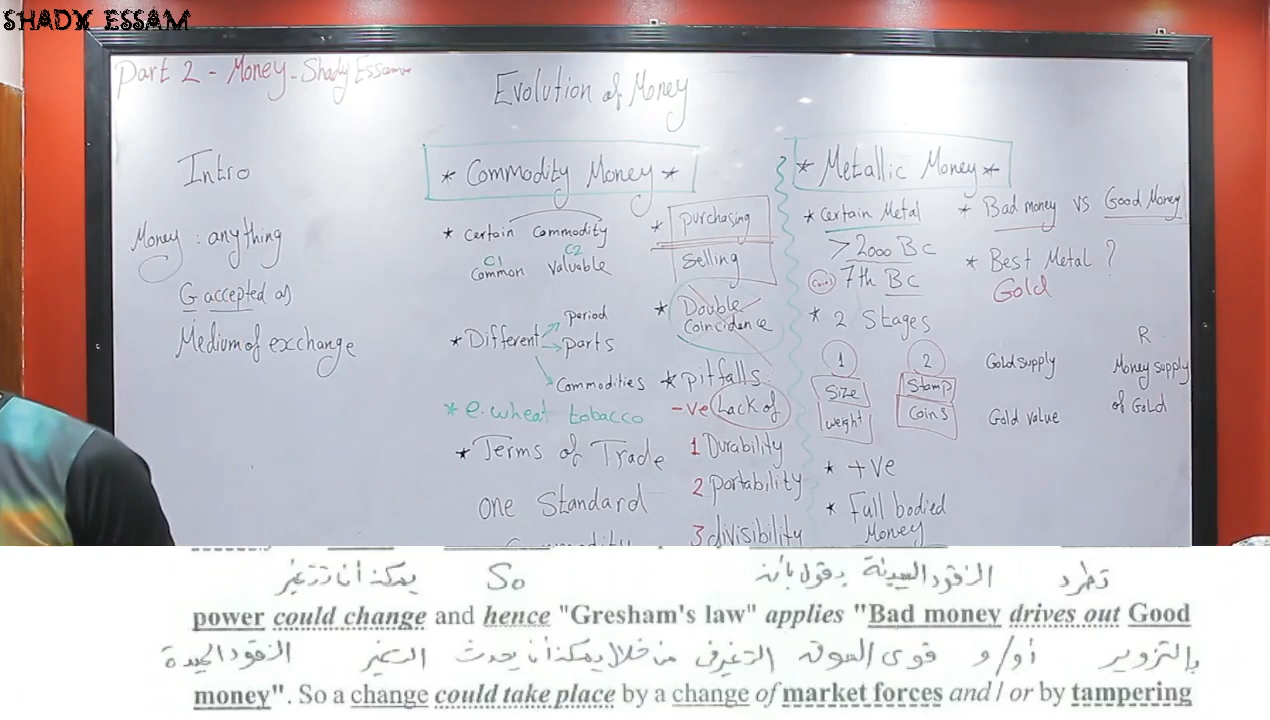 SHADY ESSAM
Part 2 - Money - Shady Essam
Evolution of Money
Intro
Money : anything
G accepted as
Medium of exchange
* Commodity Money *
* Certain Commodity
C1 C2
Common Valuable
* Different
period
parts
Commodities
* e. wheat tobacco
* Terms of Trade
one Standard
* purchasing
Selling
* Double
Coincidence
* pitfalls
-ve Lack of
1 Durability
2 portability
3 divisibility
* Metallic Money *
* Certain Metal
> 2000 BC
Coins 7th BC
* 2 Stages
1 2
Size Stamp
weight Coins
* +ve
* Full bodied
Money
* Bad money VS Good Money
* Best Metal ?
Gold
Gold supply
Gold value
R
Money supply
of Gold
يمكن أن تتغير So يقول بأن النقود السيئة تطرد
power could change and hence "Gresham's law" applies "Bad money drives out Good
النقود الجيدة التغير من خلال يمكن أن يحدث التغير في قوى السوق و/أو بالتزوير
money". So a change could take place by a change of market forces and / or by tampering